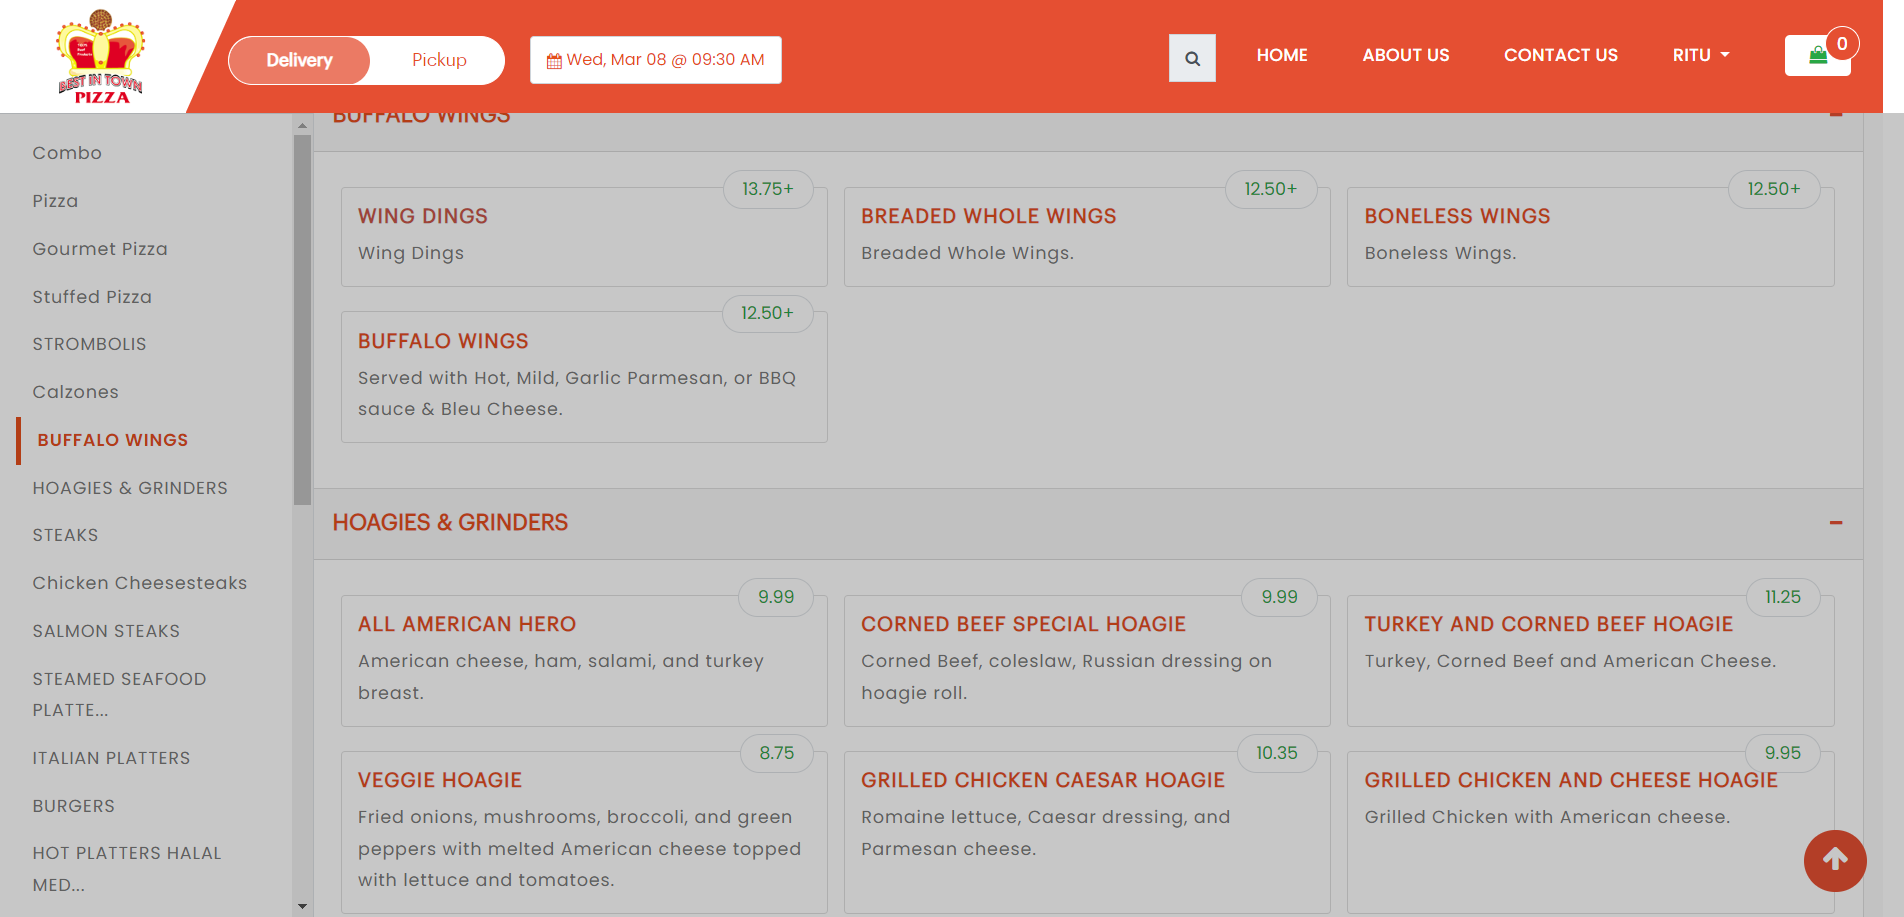 BEST IN TOWN
PIZZA
Delivery
Pickup
Wed, Mar 08 @ 09:30 AM
HOME
ABOUT US
CONTACT US
RITU
0
Combo
Pizza
Gourmet Pizza
Stuffed Pizza
STROMBOLIS
Calzones
BUFFALO WINGS
HOAGIES & GRINDERS
STEAKS
Chicken Cheesesteaks
SALMON STEAKS
STEAMED SEAFOOD
PLATTE...
ITALIAN PLATTERS
BURGERS
HOT PLATTERS HALAL
MED...
BUFFALO WINGS
13.75+
WING DINGS
Wing Dings
12.50+
BREADED WHOLE WINGS
Breaded Whole Wings.
12.50+
BONELESS WINGS
Boneless Wings.
12.50+
BUFFALO WINGS
Served with Hot, Mild, Garlic Parmesan, or BBQ
sauce & Bleu Cheese.
HOAGIES & GRINDERS
9.99
ALL AMERICAN HERO
American cheese, ham, salami, and turkey
breast.
9.99
CORNED BEEF SPECIAL HOAGIE
Corned Beef, coleslaw, Russian dressing on
hoagie roll.
11.25
TURKEY AND CORNED BEEF HOAGIE
Turkey, Corned Beef and American Cheese.
8.75
VEGGIE HOAGIE
Fried onions, mushrooms, broccoli, and green
peppers with melted American cheese topped
with lettuce and tomatoes.
10.35
GRILLED CHICKEN CAESAR HOAGIE
Romaine lettuce, Caesar dressing, and
Parmesan cheese.
9.95
GRILLED CHICKEN AND CHEESE HOAGIE
Grilled Chicken with American cheese.